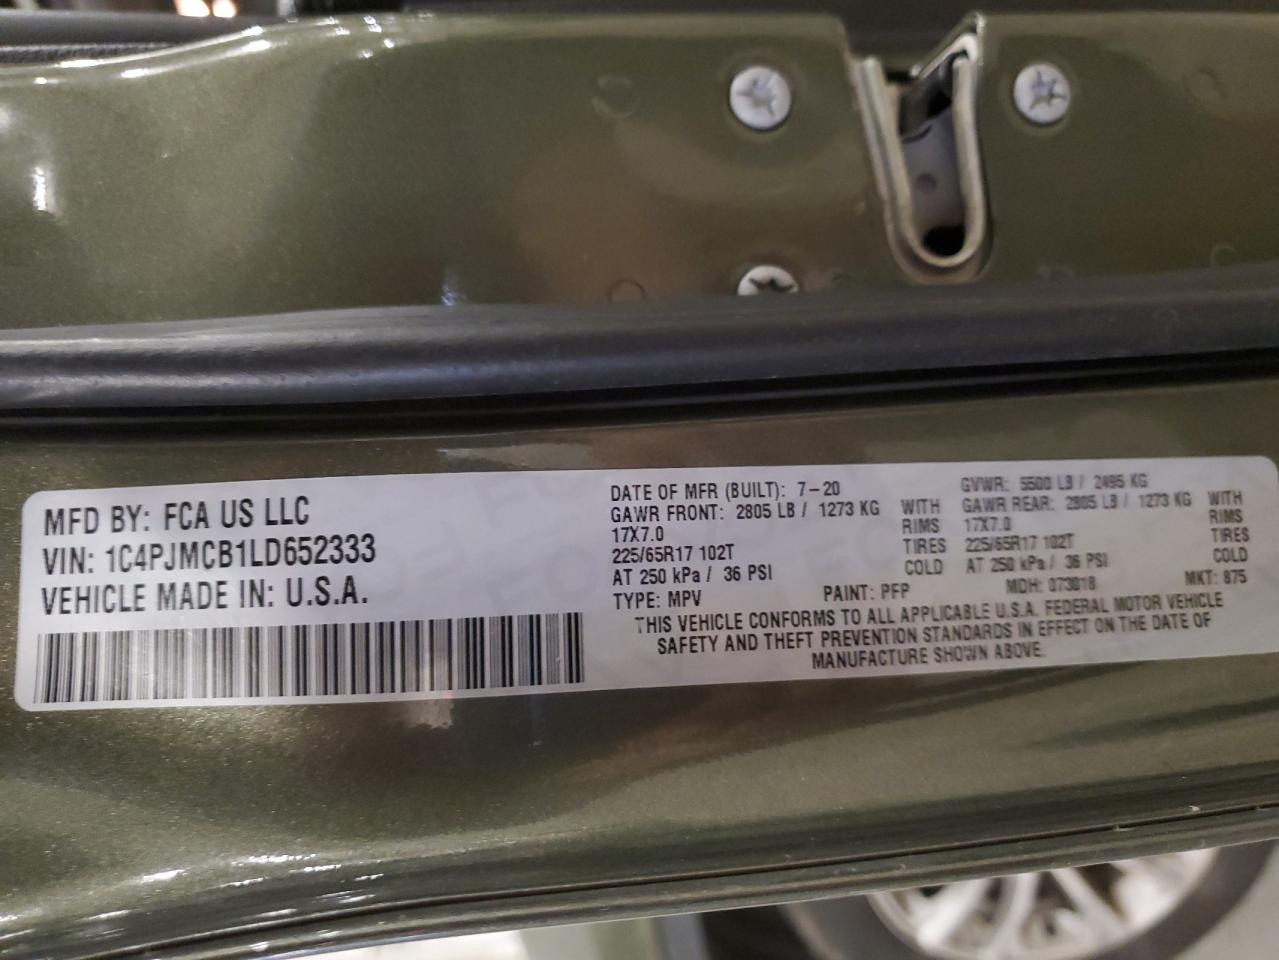 MFD BY: FCA US LLC
VIN: 1C4PJMCB1LD652333
VEHICLE MADE IN: U.S.A.
DATE OF MFR (BUILT): 7-20
GAWR FRONT: 2805 LB / 1273 KG WITH
17X7.0 RIMS
225/65R17 102T TIRES
AT 250 kPa / 36 PSI COLD
GVWR: 5500 LB / 2495 KG
GAWR REAR: 2805 LB / 1273 KG WITH
17X7.0 RIMS
225/65R17 102T TIRES
AT 250 kPa / 36 PSI COLD
TYPE: MPV PAINT: PFP MDH: 073018 MKT: 875
THIS VEHICLE CONFORMS TO ALL APPLICABLE U.S.A. FEDERAL MOTOR VEHICLE
SAFETY AND THEFT PREVENTION STANDARDS IN EFFECT ON THE DATE OF
MANUFACTURE SHOWN ABOVE.